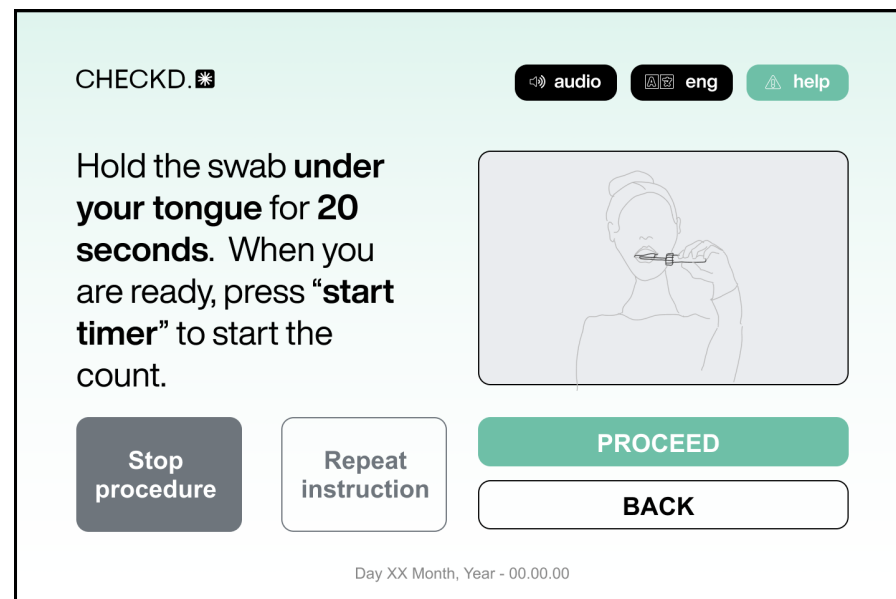 CHECKD.
audio
eng
help
Hold the swab under
your tongue for 20
seconds.  When you
are ready, press “start
timer” to start the
count.
Stop
procedure
Repeat
instruction
PROCEED
BACK
Day XX Month, Year - 00.00.00